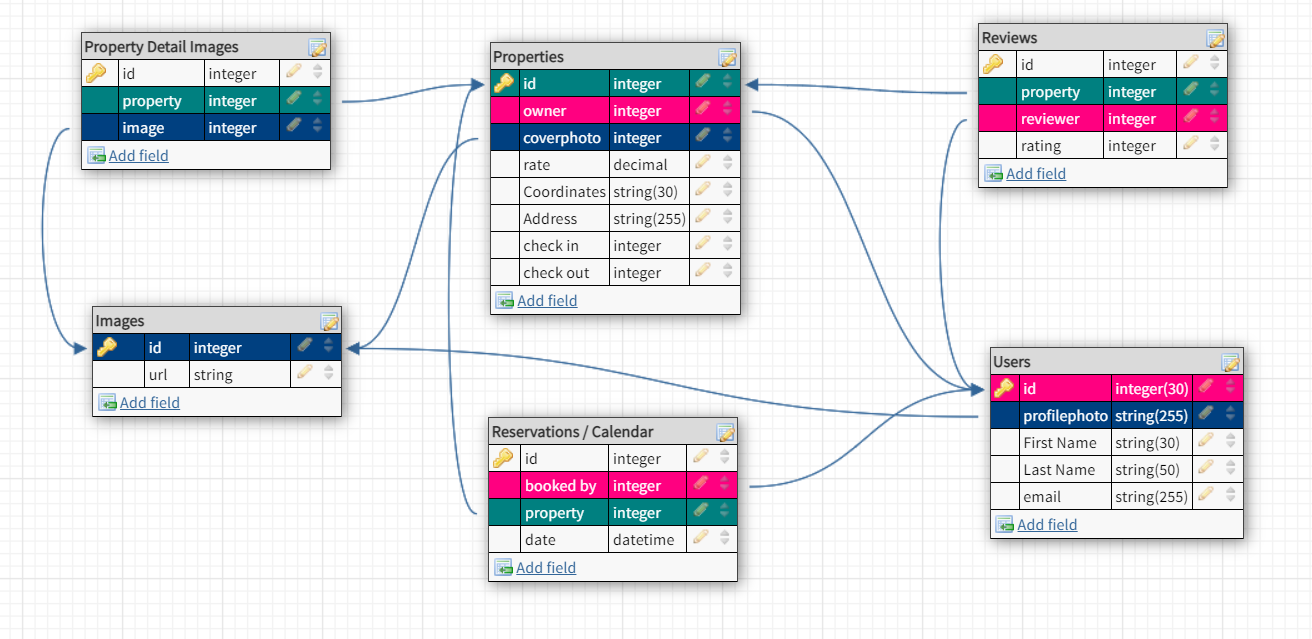 Property Detail Images
id integer
property integer
image integer
Add field
Properties
id integer
owner integer
coverphoto integer
rate decimal
Coordinates string(30)
Address string(255)
check in integer
check out integer
Add field
Reviews
id integer
property integer
reviewer integer
rating integer
Add field
Images
id integer
url string
Add field
Reservations / Calendar
id integer
booked by integer
property integer
date datetime
Add field
Users
id integer(30)
profilephoto string(255)
First Name string(30)
Last Name string(50)
email string(255)
Add field